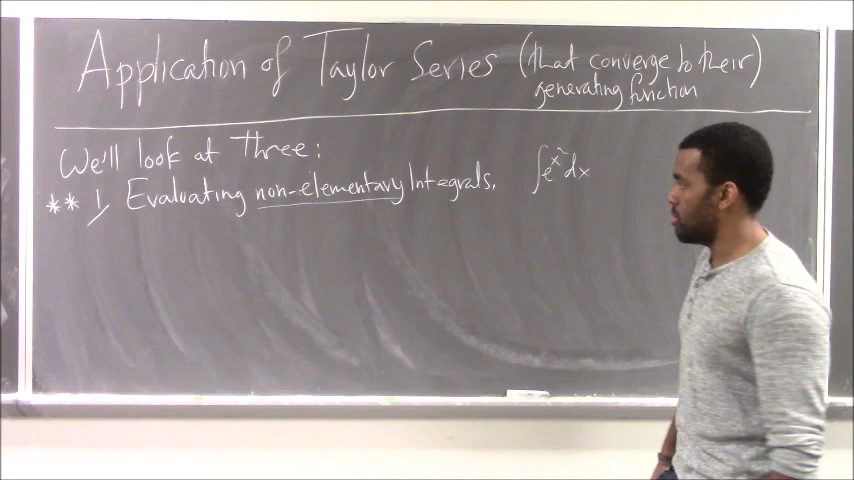 Application of Taylor Series (that converge to their)
generating function
We'll look at Three:
** 1, Evaluating non-elementary Integrals. ∫e^x² dx